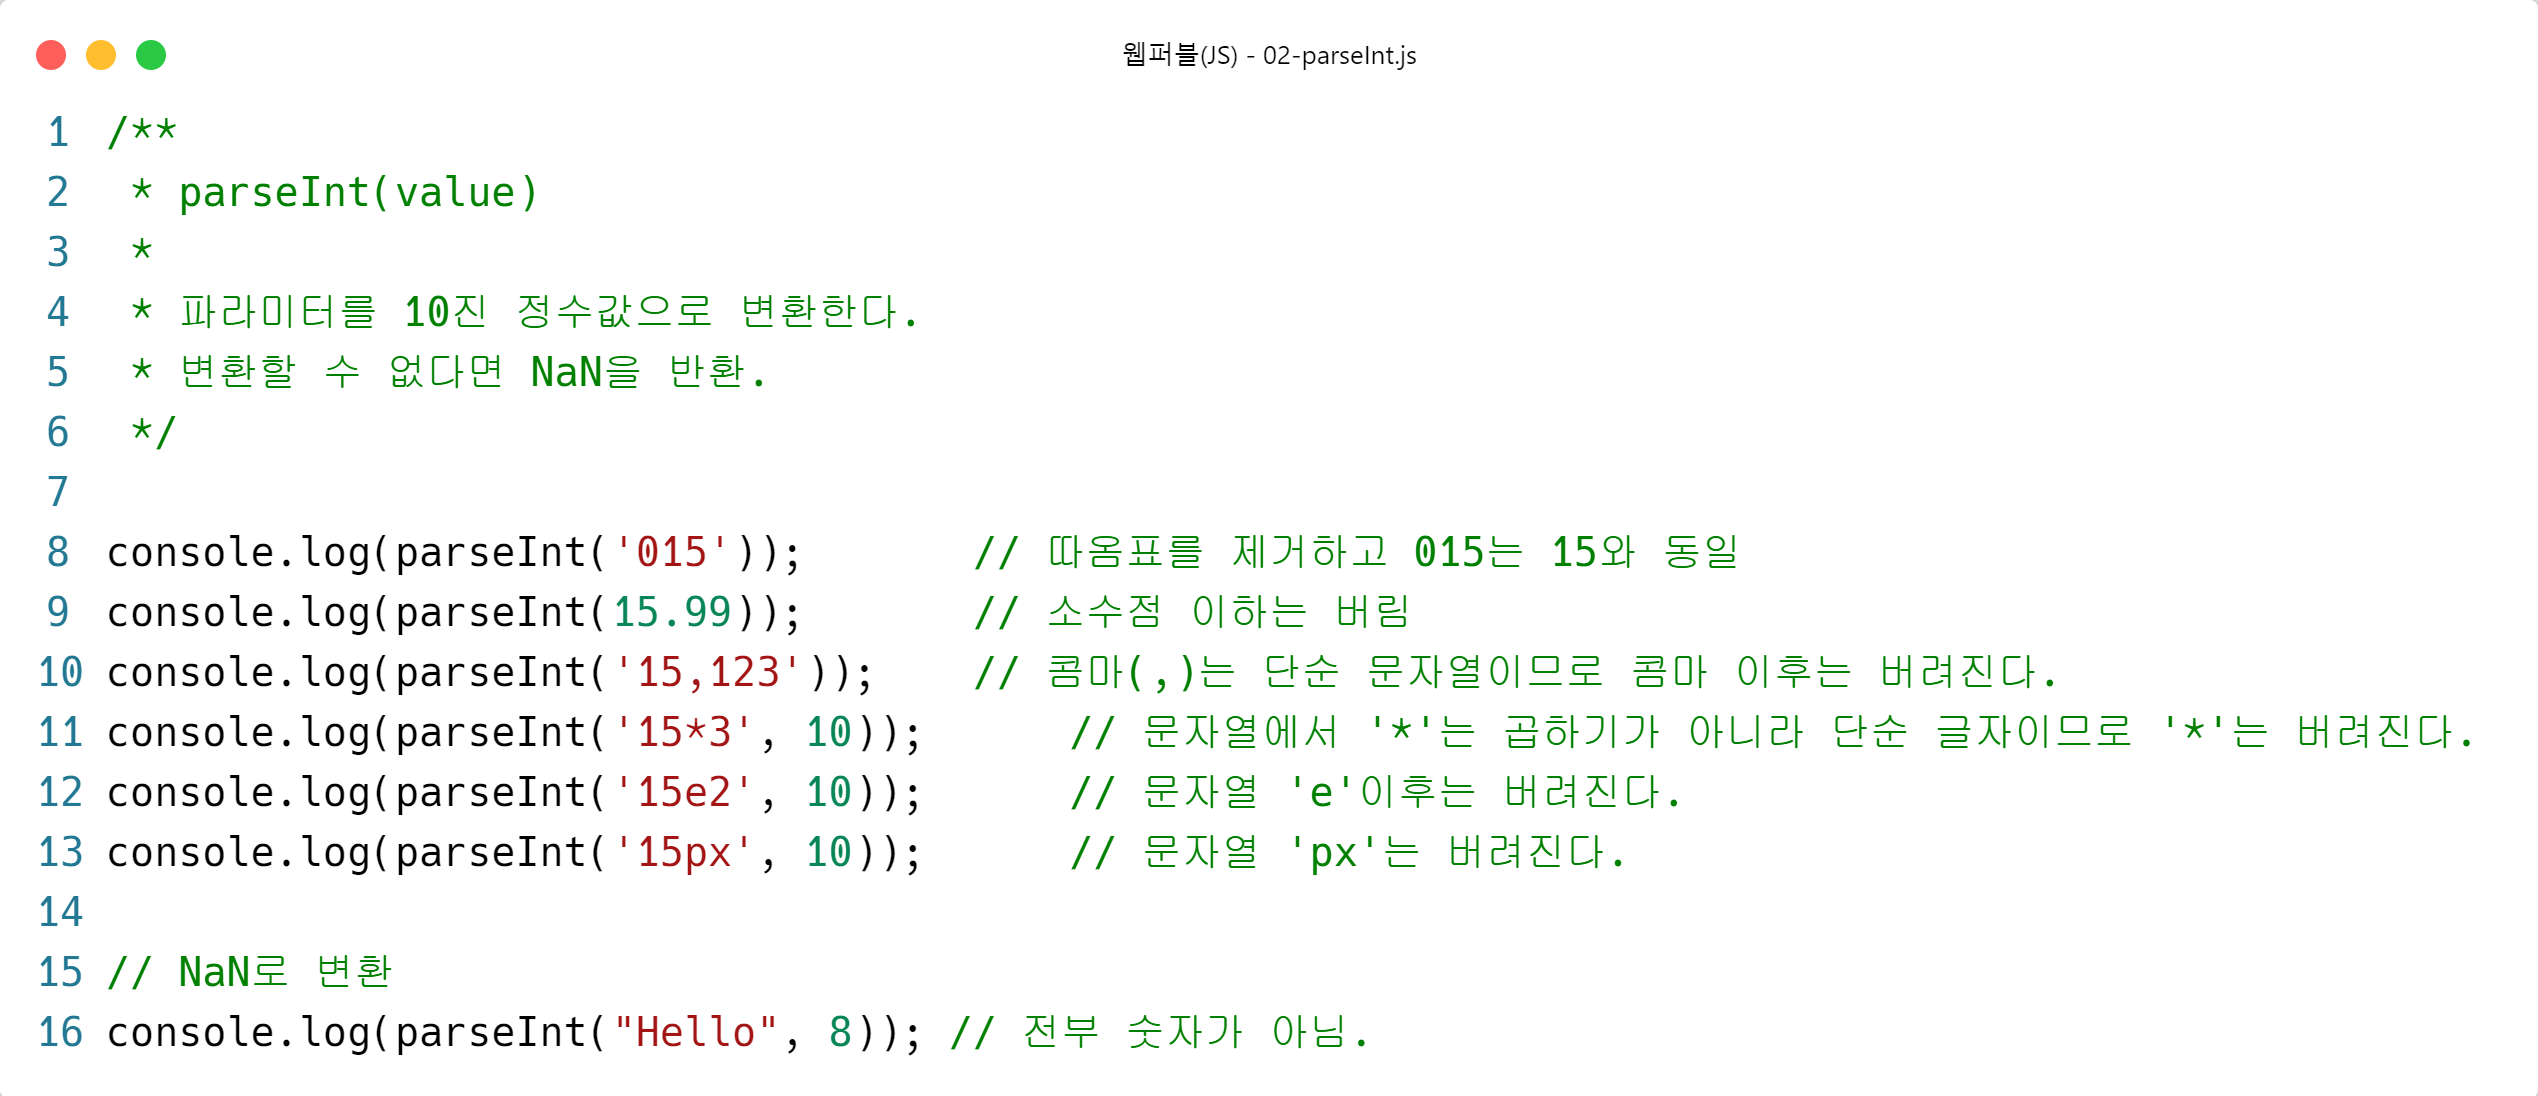 웹퍼블(JS) - 02-parseInt.js
1 /**
2  * parseInt(value)
3  *
4  * 파라미터를 10진 정수값으로 변환한다.
5  * 변환할 수 없다면 NaN을 반환.
6  */
7
8 console.log(parseInt('015'));       // 따옴표를 제거하고 015는 15와 동일
9 console.log(parseInt(15.99));       // 소수점 이하는 버림
10 console.log(parseInt('15,123'));    // 콤마(,)는 단순 문자열이므로 콤마 이후는 버려진다.
11 console.log(parseInt('15*3', 10));      // 문자열에서 '*'는 곱하기가 아니라 단순 글자이므로 '*'는 버려진다.
12 console.log(parseInt('15e2', 10));      // 문자열 'e'이후는 버려진다.
13 console.log(parseInt('15px', 10));      // 문자열 'px'는 버려진다.
14
15 // NaN로 변환
16 console.log(parseInt("Hello", 8)); // 전부 숫자가 아님.